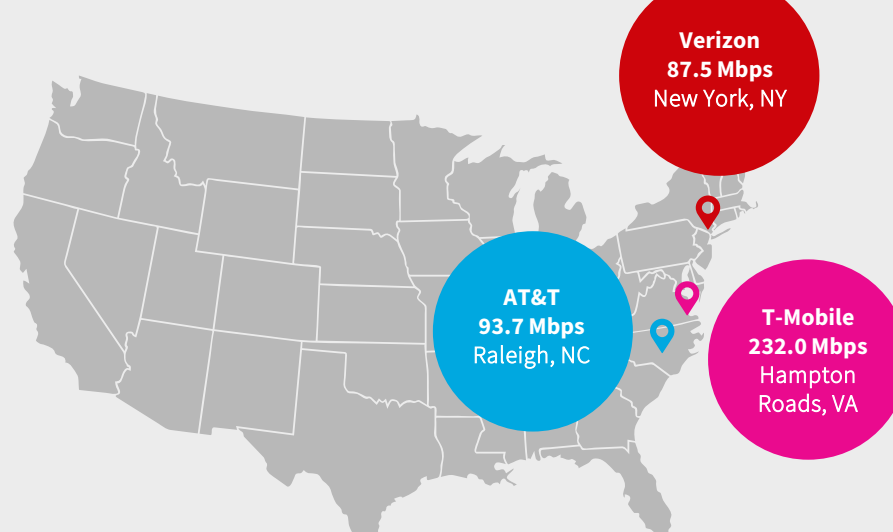 Verizon
87.5 Mbps
New York, NY
AT&T
93.7 Mbps
Raleigh, NC
T-Mobile
232.0 Mbps
Hampton
Roads, VA